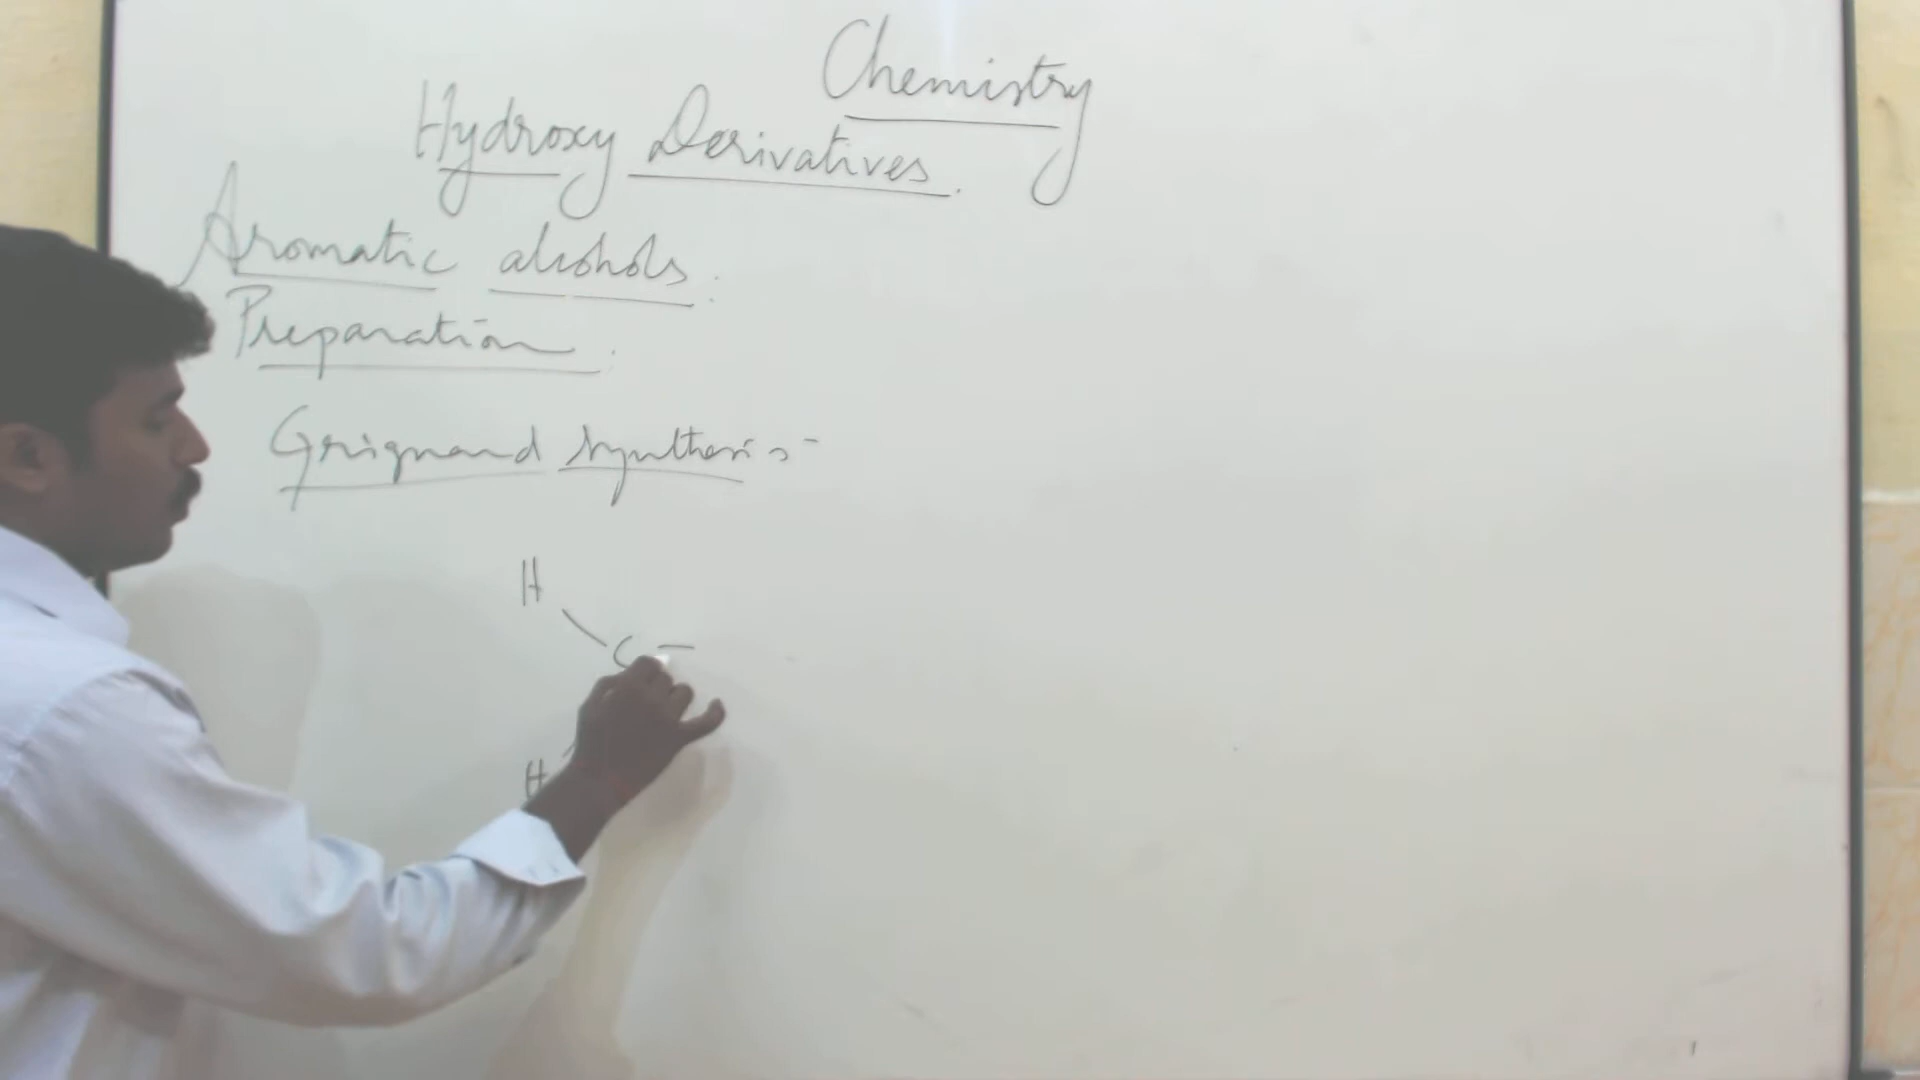 Chemistry
Hydroxy Derivatives.
Aromatic alcohols:
Preparation:
Grignard synthesis-
H
C
H